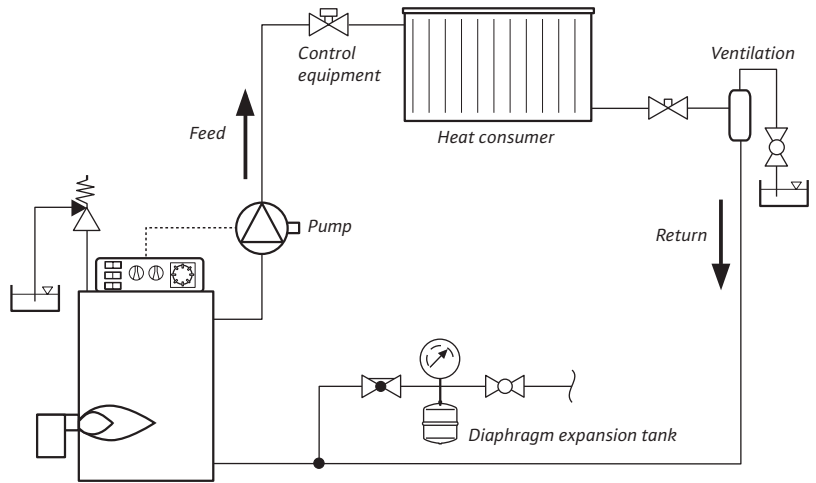 Control
equipment
Ventilation
Feed
Heat consumer
Pump
Return
Diaphragm expansion tank